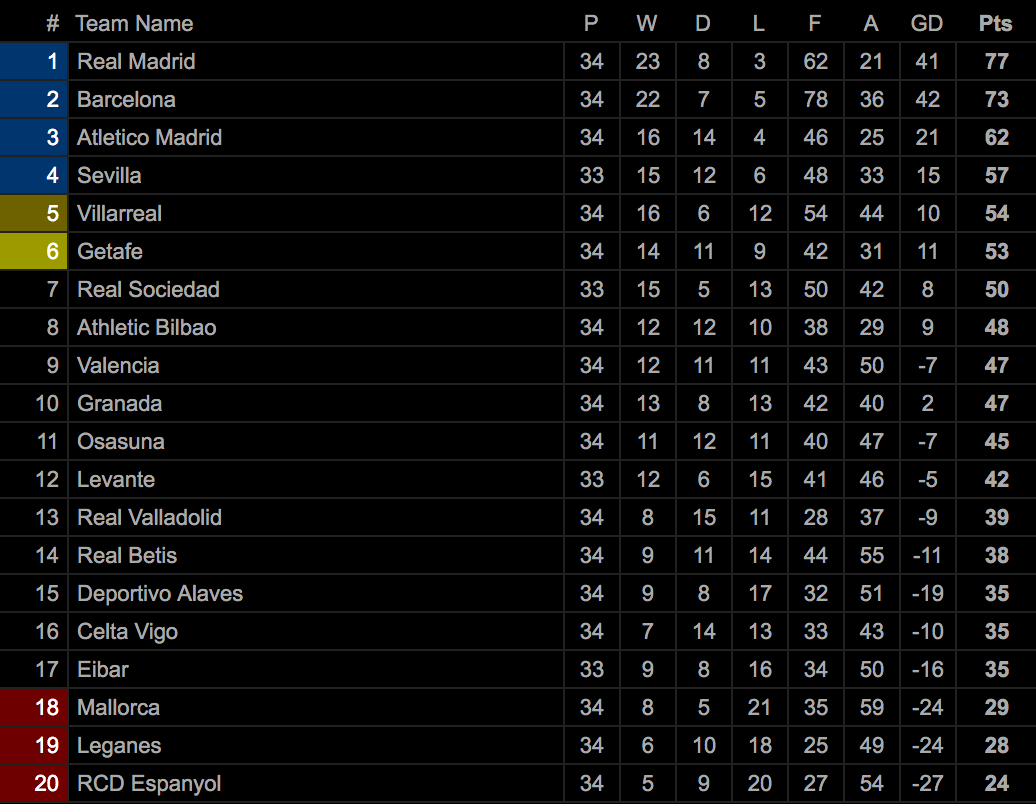 # Team Name P W D L F A GD Pts
1 Real Madrid 34 23 8 3 62 21 41 77
2 Barcelona 34 22 7 5 78 36 42 73
3 Atletico Madrid 34 16 14 4 46 25 21 62
4 Sevilla 33 15 12 6 48 33 15 57
5 Villarreal 34 16 6 12 54 44 10 54
6 Getafe 34 14 11 9 42 31 11 53
7 Real Sociedad 33 15 5 13 50 42 8 50
8 Athletic Bilbao 34 12 12 10 38 29 9 48
9 Valencia 34 12 11 11 43 50 -7 47
10 Granada 34 13 8 13 42 40 2 47
11 Osasuna 34 11 12 11 40 47 -7 45
12 Levante 33 12 6 15 41 46 -5 42
13 Real Valladolid 34 8 15 11 28 37 -9 39
14 Real Betis 34 9 11 14 44 55 -11 38
15 Deportivo Alaves 34 9 8 17 32 51 -19 35
16 Celta Vigo 34 7 14 13 33 43 -10 35
17 Eibar 33 9 8 16 34 50 -16 35
18 Mallorca 34 8 5 21 35 59 -24 29
19 Leganes 34 6 10 18 25 49 -24 28
20 RCD Espanyol 34 5 9 20 27 54 -27 24